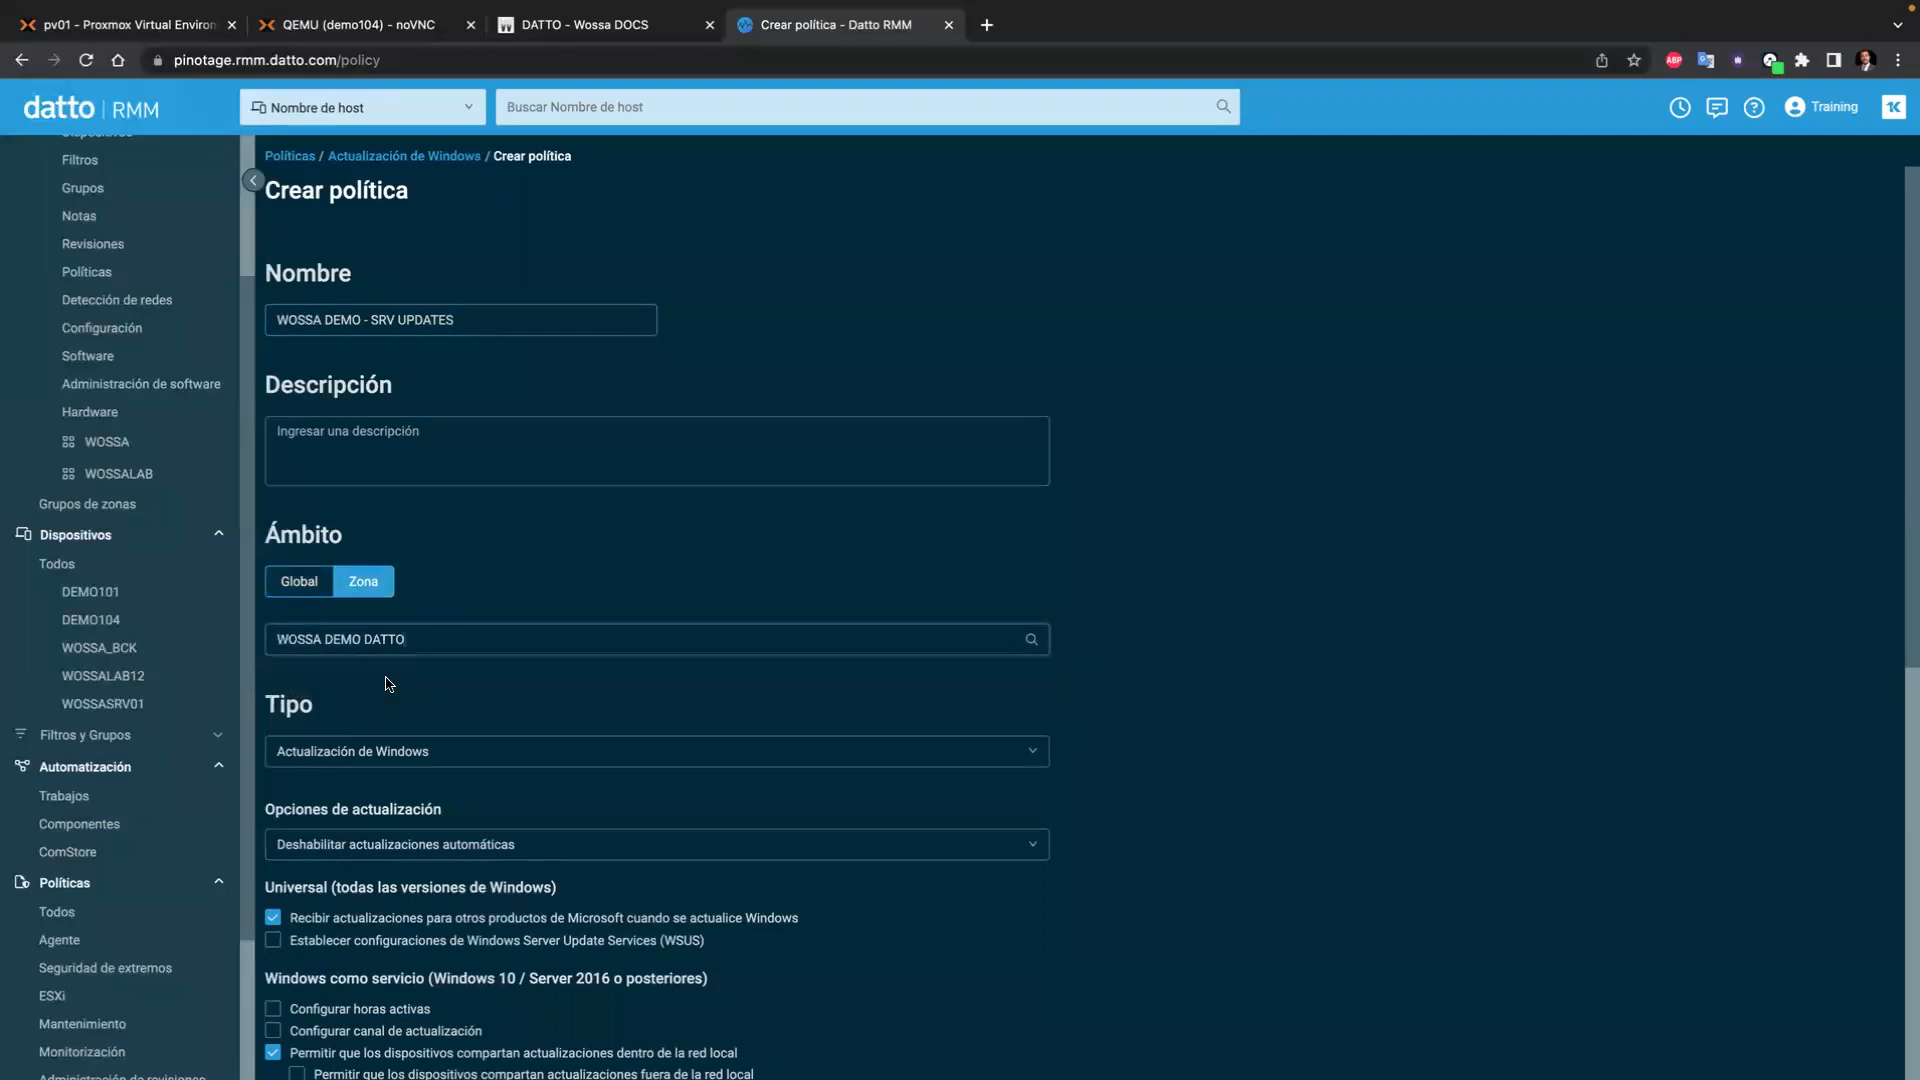 pv01 - Proxmox Virtual Environ
QEMU (demo104) - noVNC
DATTO - Wossa DOCS
Crear política - Datto RMM
pinotage.rmm.datto.com/policy
ABP
datto | RMM
Nombre de host
Buscar Nombre de host
Training
Dispositivos
Filtros
Grupos
Notas
Revisiones
Políticas
Detección de redes
Configuración
Software
Administración de software
Hardware
WOSSA
WOSSALAB
Grupos de zonas
Dispositivos
Todos
DEMO101
DEMO104
WOSSA_BCK
WOSSALAB12
WOSSASRV01
Filtros y Grupos
Automatización
Trabajos
Componentes
ComStore
Políticas
Todos
Agente
Seguridad de extremos
ESXi
Mantenimiento
Monitorización
Administración de revisiones
Políticas / Actualización de Windows / Crear política
Crear política
Nombre
WOSSA DEMO - SRV UPDATES
Descripción
Ingresar una descripción
Ámbito
Global Zona
WOSSA DEMO DATTO
Tipo
Actualización de Windows
Opciones de actualización
Deshabilitar actualizaciones automáticas
Universal (todas las versiones de Windows)
Recibir actualizaciones para otros productos de Microsoft cuando se actualice Windows
Establecer configuraciones de Windows Server Update Services (WSUS)
Windows como servicio (Windows 10 / Server 2016 o posteriores)
Configurar horas activas
Configurar canal de actualización
Permitir que los dispositivos compartan actualizaciones dentro de la red local
Permitir que los dispositivos compartan actualizaciones fuera de la red local